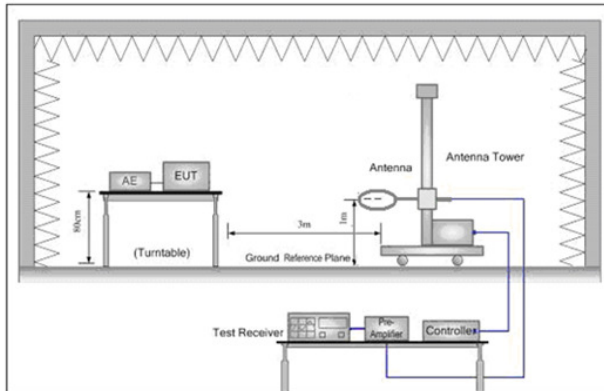 AE
EUT
80cm
(Turntable)
3m
1m
Antenna
Antenna Tower
Ground Reference Plane
Test Receiver
Pre-
Amplifier
Controller